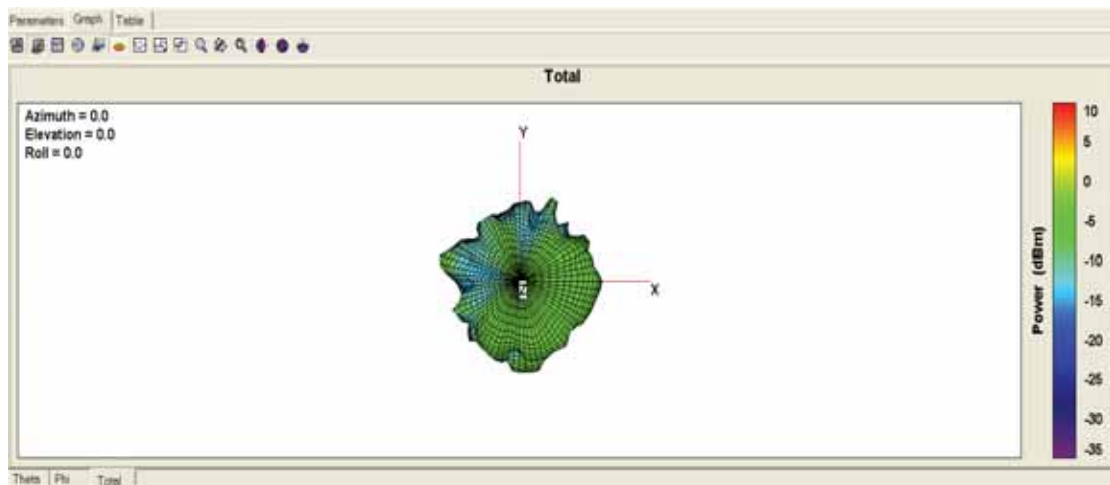 Parameters Graph Table
Total
Azimuth = 0.0
Elevation = 0.0
Roll = 0.0
Y
X
Power (dBm)
10
5
0
-5
-10
-15
-20
-25
-30
-35
Theta Phi Total